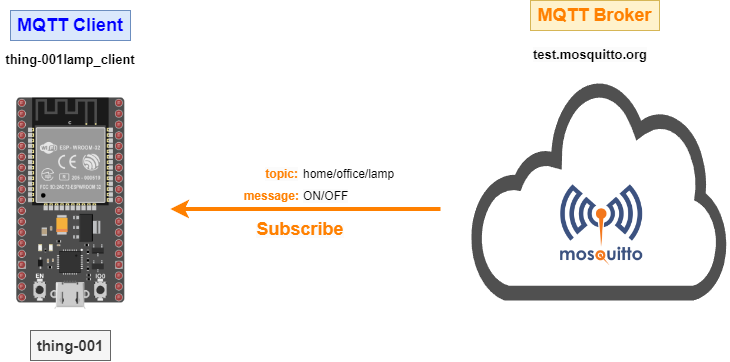 MQTT Client
MQTT Broker
thing-001lamp_client
test.mosquitto.org
ESP-WROOM-32
topic: home/office/lamp
message: ON/OFF
Subscribe
mosquitto
EN
IO0
thing-001